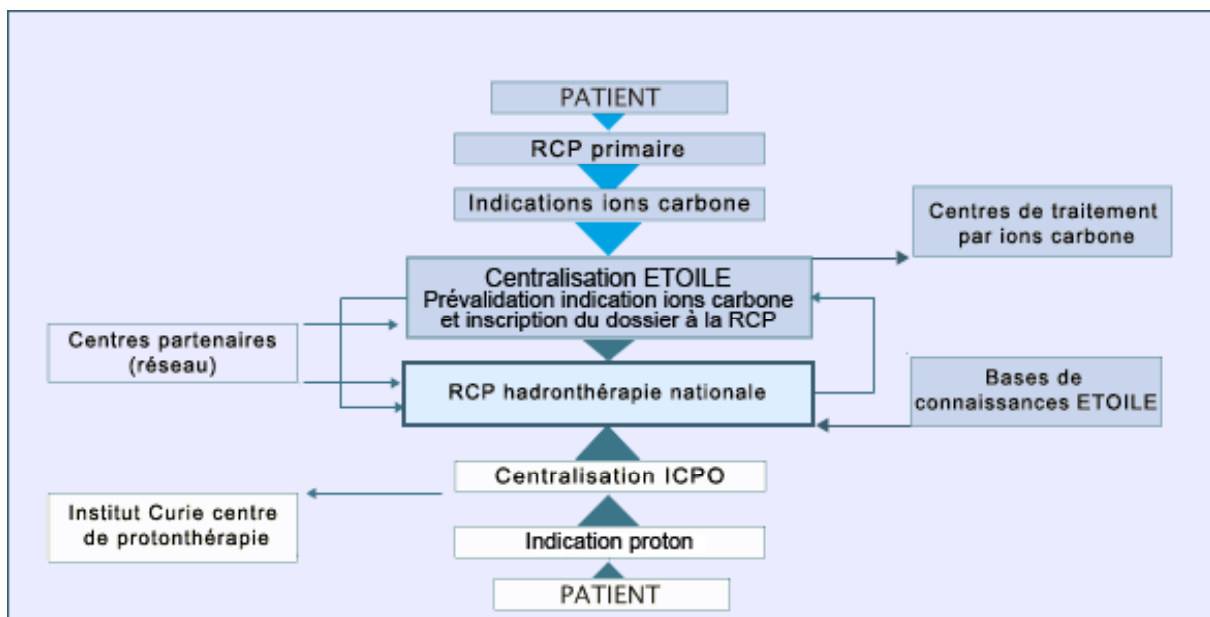 PATIENT
RCP primaire
Indications ions carbone
Centres de traitement
par ions carbone
Centralisation ETOILE
Prévalidation indication ions carbone
et inscription du dossier à la RCP
Centres partenaires
(réseau)
RCP hadronthérapie nationale
Bases de
connaissances ETOILE
Centralisation ICPO
Institut Curie centre
de protonthérapie
Indication proton
PATIENT